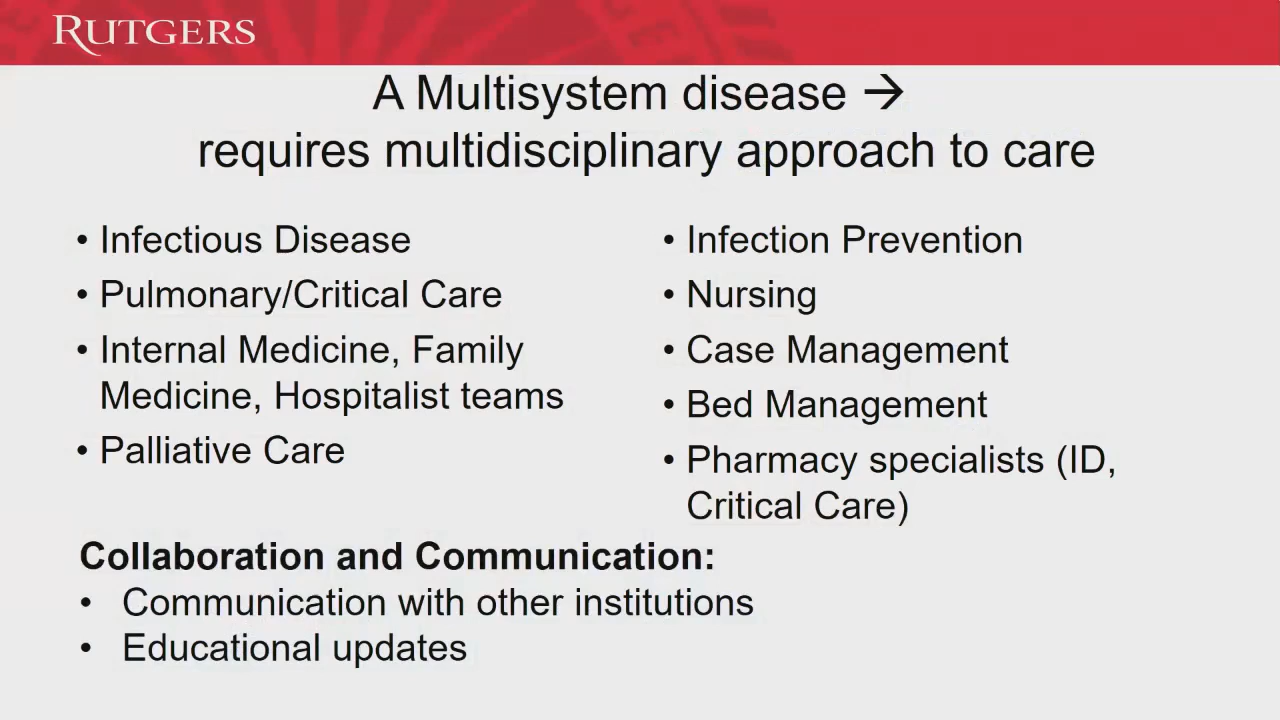 RUTGERS
A Multisystem disease →
requires multidisciplinary approach to care
• Infectious Disease
• Pulmonary/Critical Care
• Internal Medicine, Family
Medicine, Hospitalist teams
• Palliative Care
• Infection Prevention
• Nursing
• Case Management
• Bed Management
• Pharmacy specialists (ID,
Critical Care)
Collaboration and Communication:
• Communication with other institutions
• Educational updates